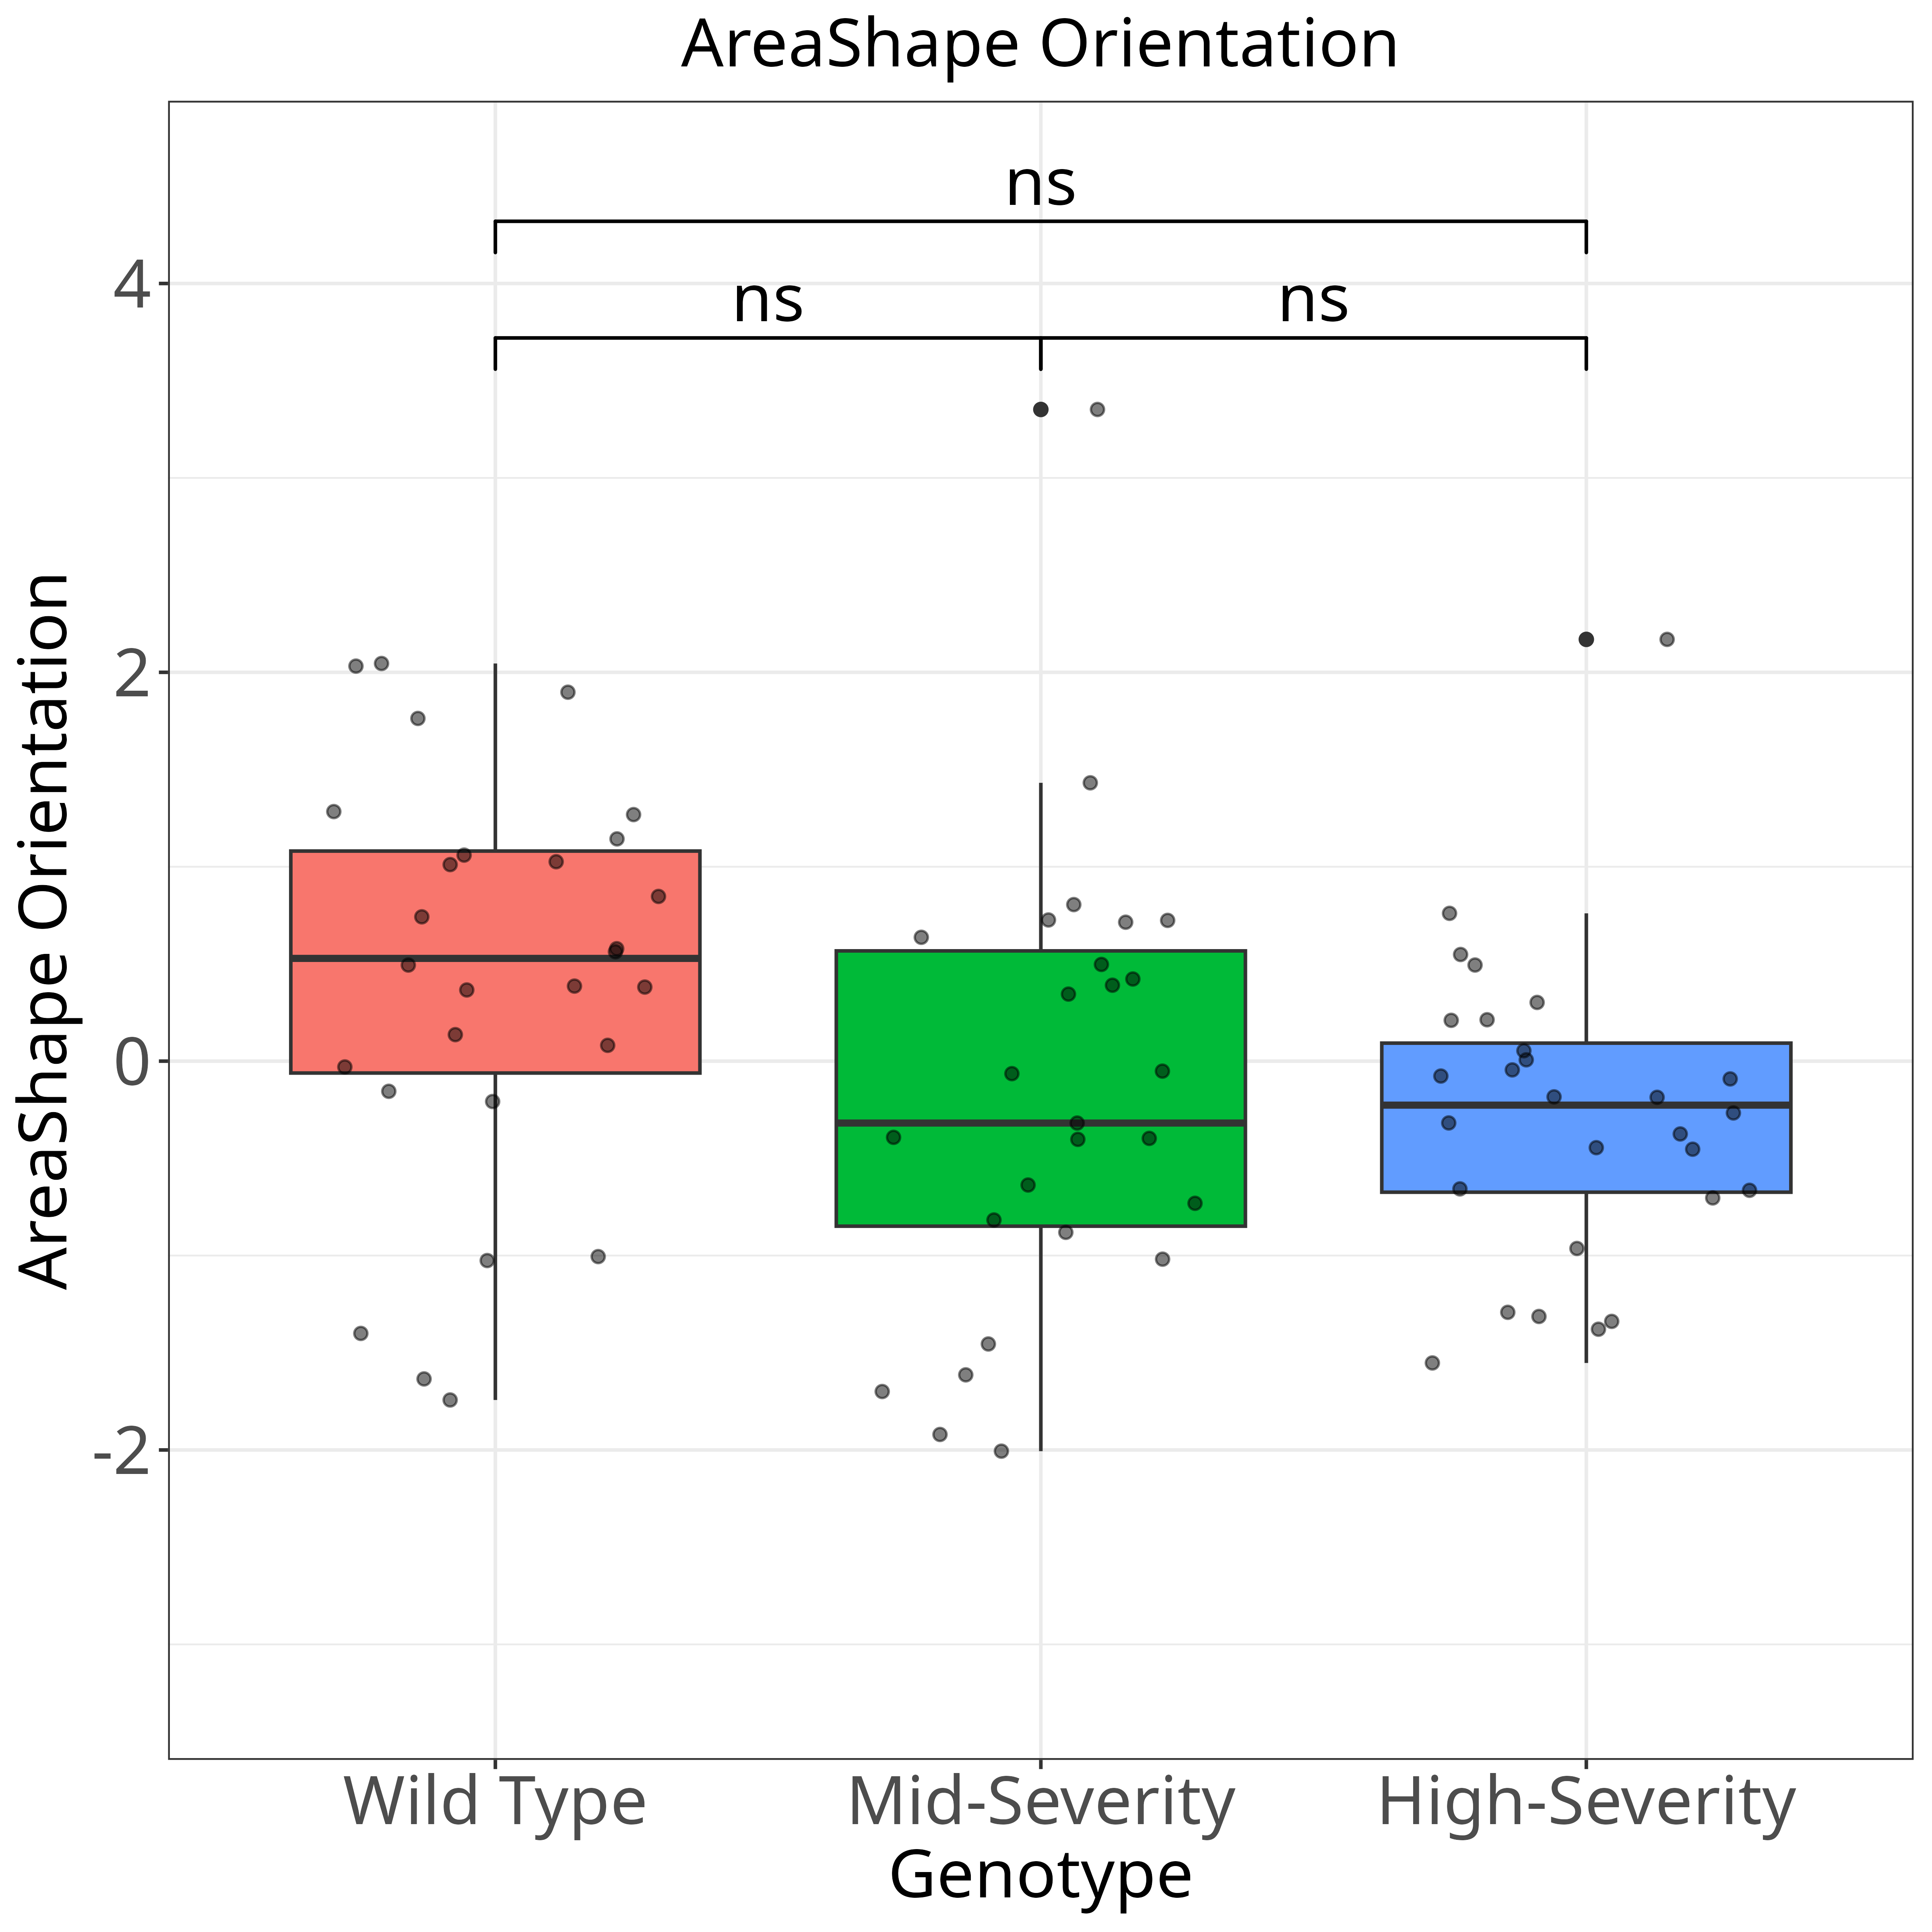 AreaShape Orientation
ns
ns ns
4
2
0
-2
AreaShape Orientation
Wild Type Mid-Severity High-Severity
Genotype